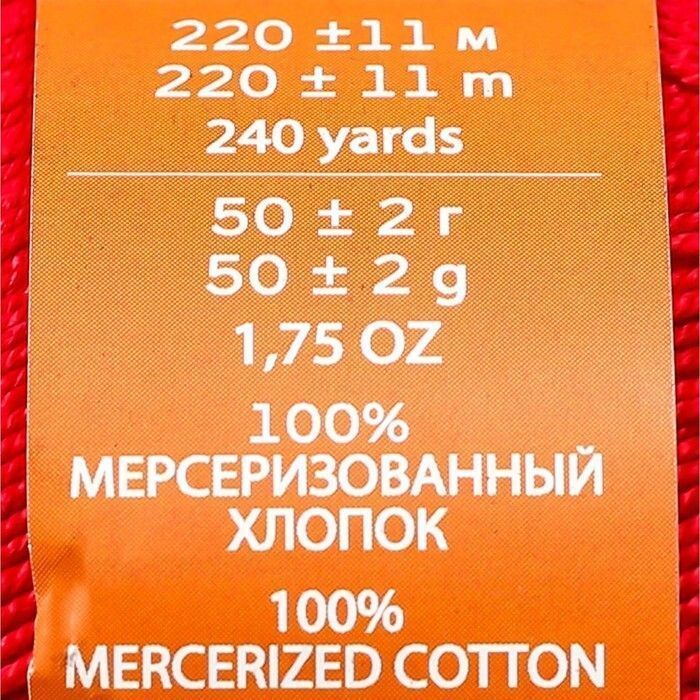 220 ±11 м
220 ± 11 m
240 yards
50 ± 2 г
50 ± 2 g
1,75 OZ
100%
МЕРСЕРИЗОВАННЫЙ
ХЛОПОК
100%
MERCERIZED COTTON